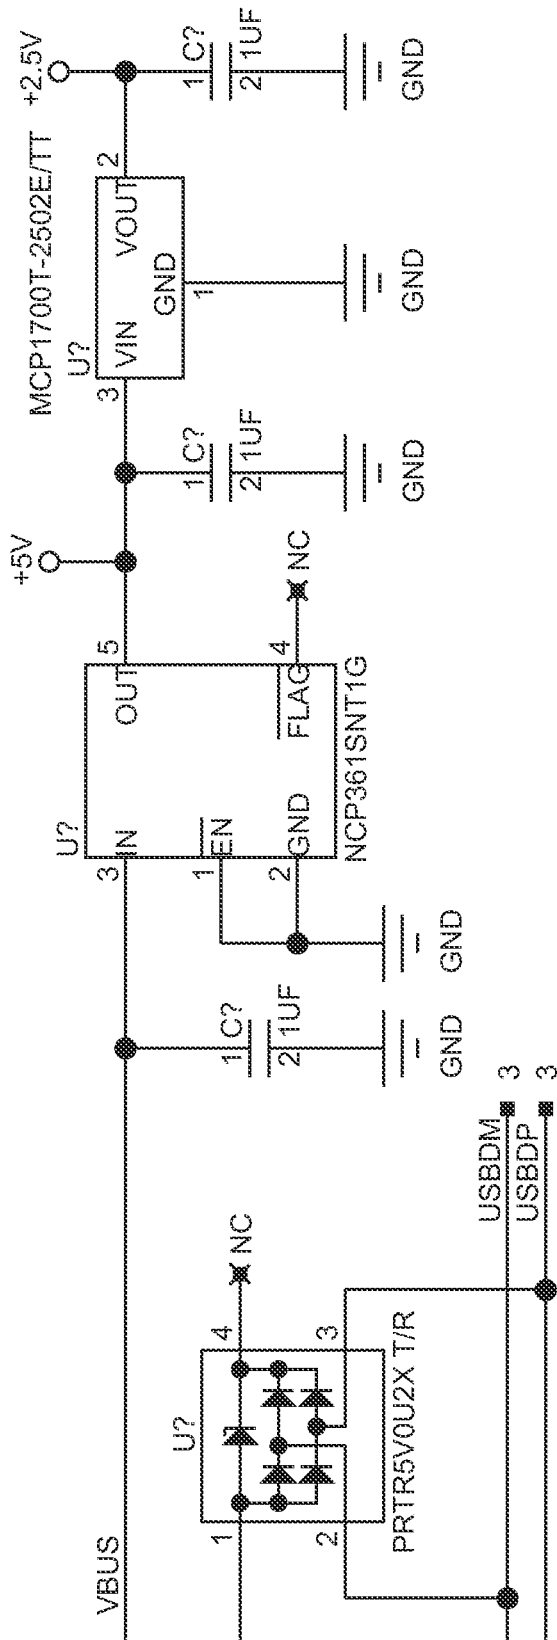 VBUS
U?
1
4
NC
2
3
PRTR5V0U2X T/R
USBDM
3
USBDP
3
C?
1
2
1UF
GND
U?
3
IN
OUT
5
1
EN
2
GND
FLAG
4
NC
NCP361SNT1G
GND
+5V
C?
1
2
1UF
GND
MCP1700T-2502E/TT
U?
3
VIN
VOUT
2
GND
1
GND
+2.5V
C?
1
2
1UF
GND